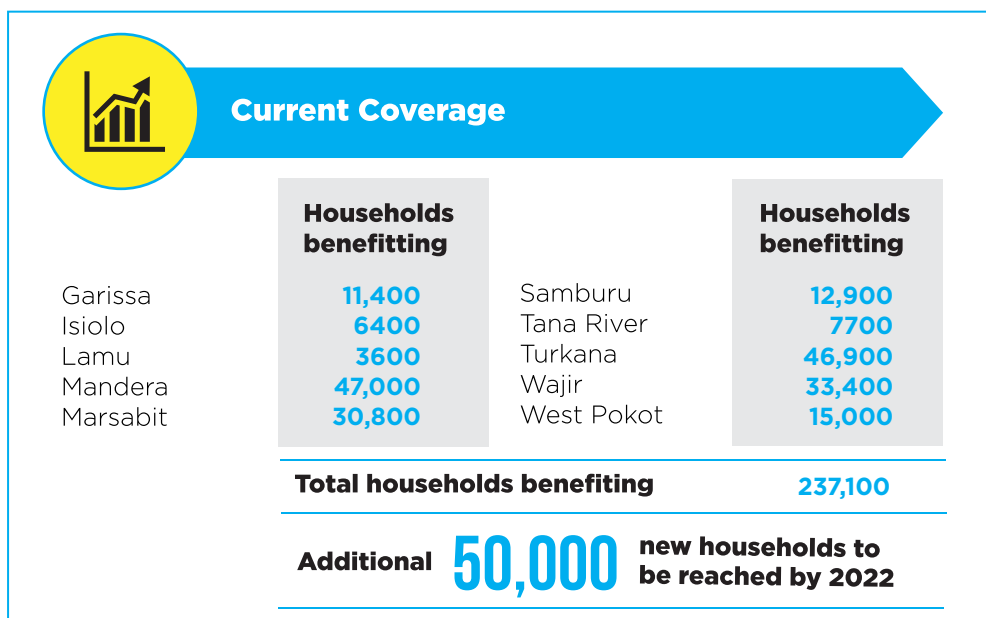 Current Coverage
Households
benefitting
Garissa 11,400
Isiolo 6400
Lamu 3600
Mandera 47,000
Marsabit 30,800
Households
benefitting
Samburu 12,900
Tana River 7700
Turkana 46,900
Wajir 33,400
West Pokot 15,000
Total households benefiting 237,100
Additional 50,000 new households to
be reached by 2022